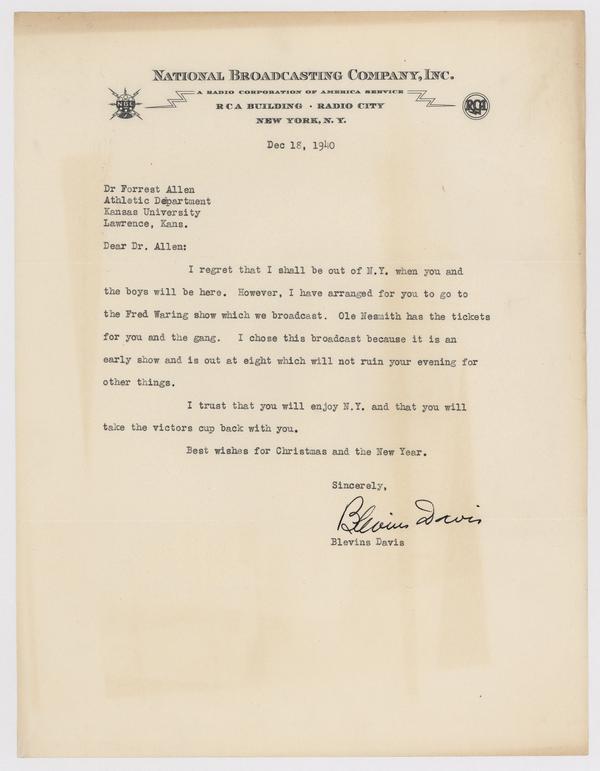 NATIONAL BROADCASTING COMPANY, INC.
A RADIO CORPORATION OF AMERICA SERVICE
NBC
RCA BUILDING · RADIO CITY
RCA
NEW YORK, N. Y.
Dec 18, 1940
Dr Forrest Allen
Athletic Department
Kansas University
Lawrence, Kans.
Dear Dr. Allen:
I regret that I shall be out of N.Y. when you and
the boys will be here. However, I have arranged for you to go to
the Fred Waring show which we broadcast. Ole Nesmith has the tickets
for you and the gang. I chose this broadcast because it is an
early show and is out at eight which will not ruin your evening for
other things.
I trust that you will enjoy N.Y. and that you will
take the victors cup back with you.
Best wishes for Christmas and the New Year.
Sincerely,
Blevins Davis
Blevins Davis